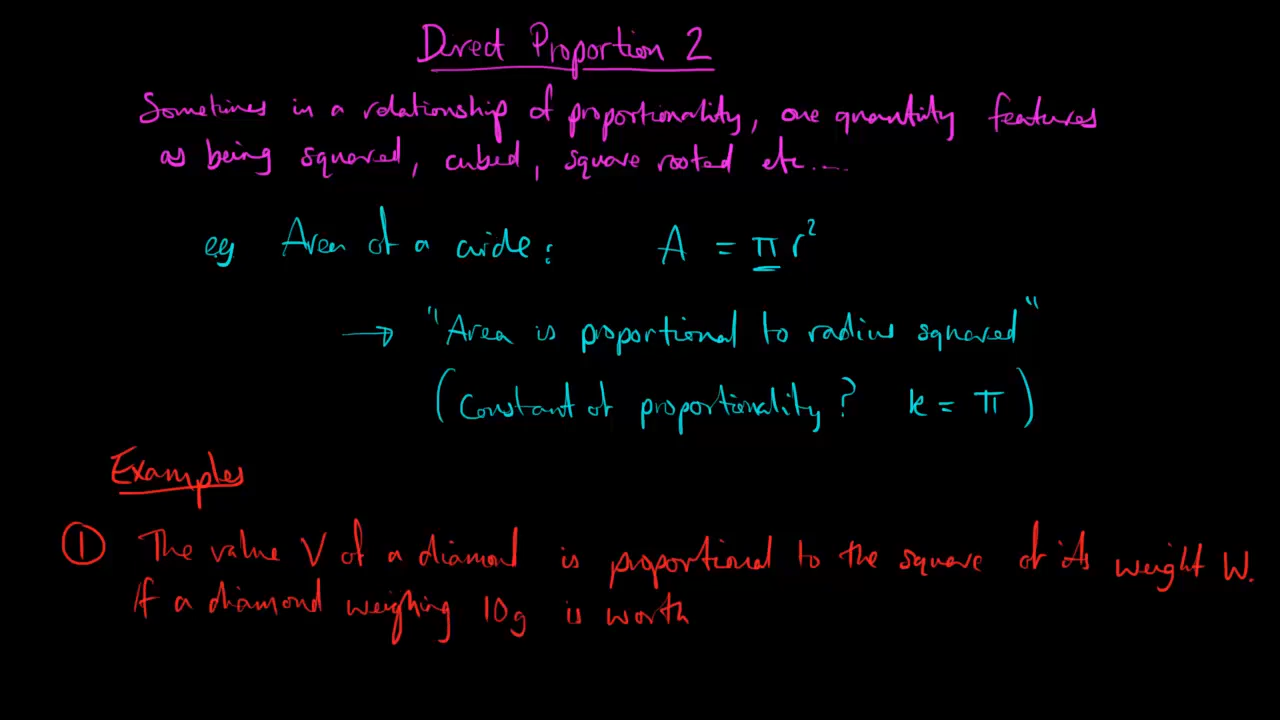 Direct Proportion 2
Sometimes in a relationship of proportionality, one quantity features
as being squared, cubed, square rooted etc....
eg Area of a circle: A = πr²
→ "Area is proportional to radius squared"
(Constant of proportionality? k = π)
Examples
① The value V of a diamond is proportional to the square of its weight W.
If a diamond weighing 10g is worth